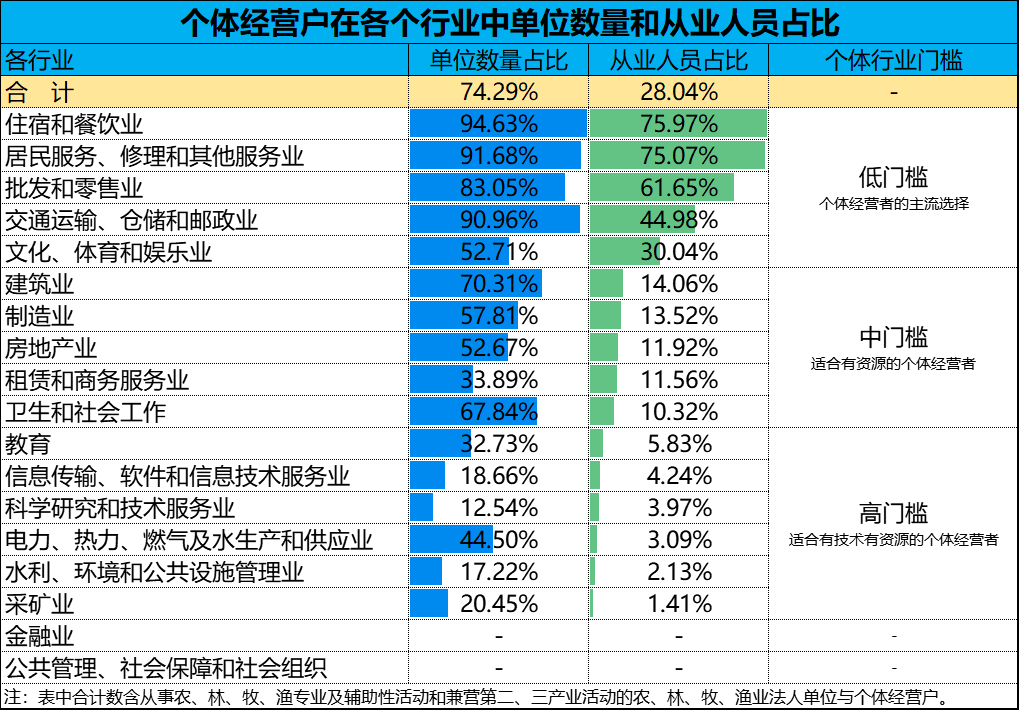 个体经营户在各个行业中单位数量和从业人员占比
各行业 单位数量占比 从业人员占比 个体行业门槛
合 计 74.29% 28.04% -
住宿和餐饮业 94.63% 75.97%
居民服务、修理和其他服务业 91.68% 75.07%
批发和零售业 83.05% 61.65%
低门槛
个体经营者的主流选择
交通运输、仓储和邮政业 90.96% 44.98%
文化、体育和娱乐业 52.71% 30.04%
建筑业 70.31% 14.06%
制造业 57.81% 13.52%
房地产业 52.67% 11.92%
中门槛
适合有资源的个体经营者
租赁和商务服务业 33.89% 11.56%
卫生和社会工作 67.84% 10.32%
教育 32.73% 5.83%
信息传输、软件和信息技术服务业 18.66% 4.24%
科学研究和技术服务业 12.54% 3.97%
高门槛
适合有技术有资源的个体经营者
电力、热力、燃气及水生产和供应业 44.50% 3.09%
水利、环境和公共设施管理业 17.22% 2.13%
采矿业 20.45% 1.41%
金融业 - - -
公共管理、社会保障和社会组织 - - -
注：表中合计数含从事农、林、牧、渔专业及辅助性活动和兼营第二、三产业活动的农、林、牧、渔业法人单位与个体经营户。